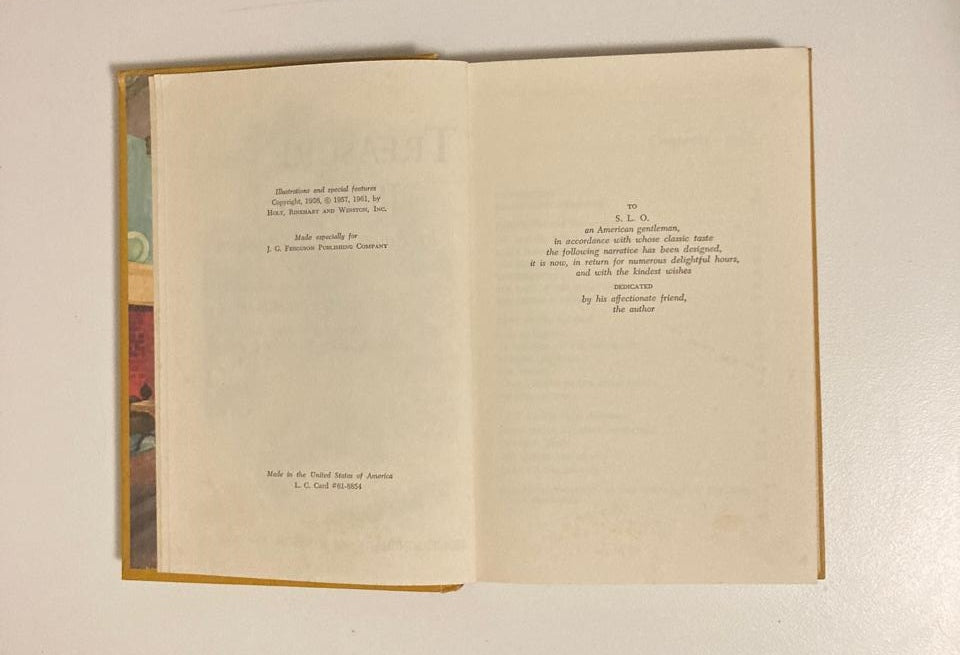 Illustrations and special features
Copyright, 1938, © 1957, 1961, by
HOLT, RINEHART AND WINSTON, INC.
Made especially for
J. G. FERGUSON PUBLISHING COMPANY
Made in the United States of America
L. C. Card #61-8854
TO
S. L. O.
an American gentleman,
in accordance with whose classic taste
the following narrative has been designed,
it is now, in return for numerous delightful hours,
and with the kindest wishes
DEDICATED
by his affectionate friend,
the author